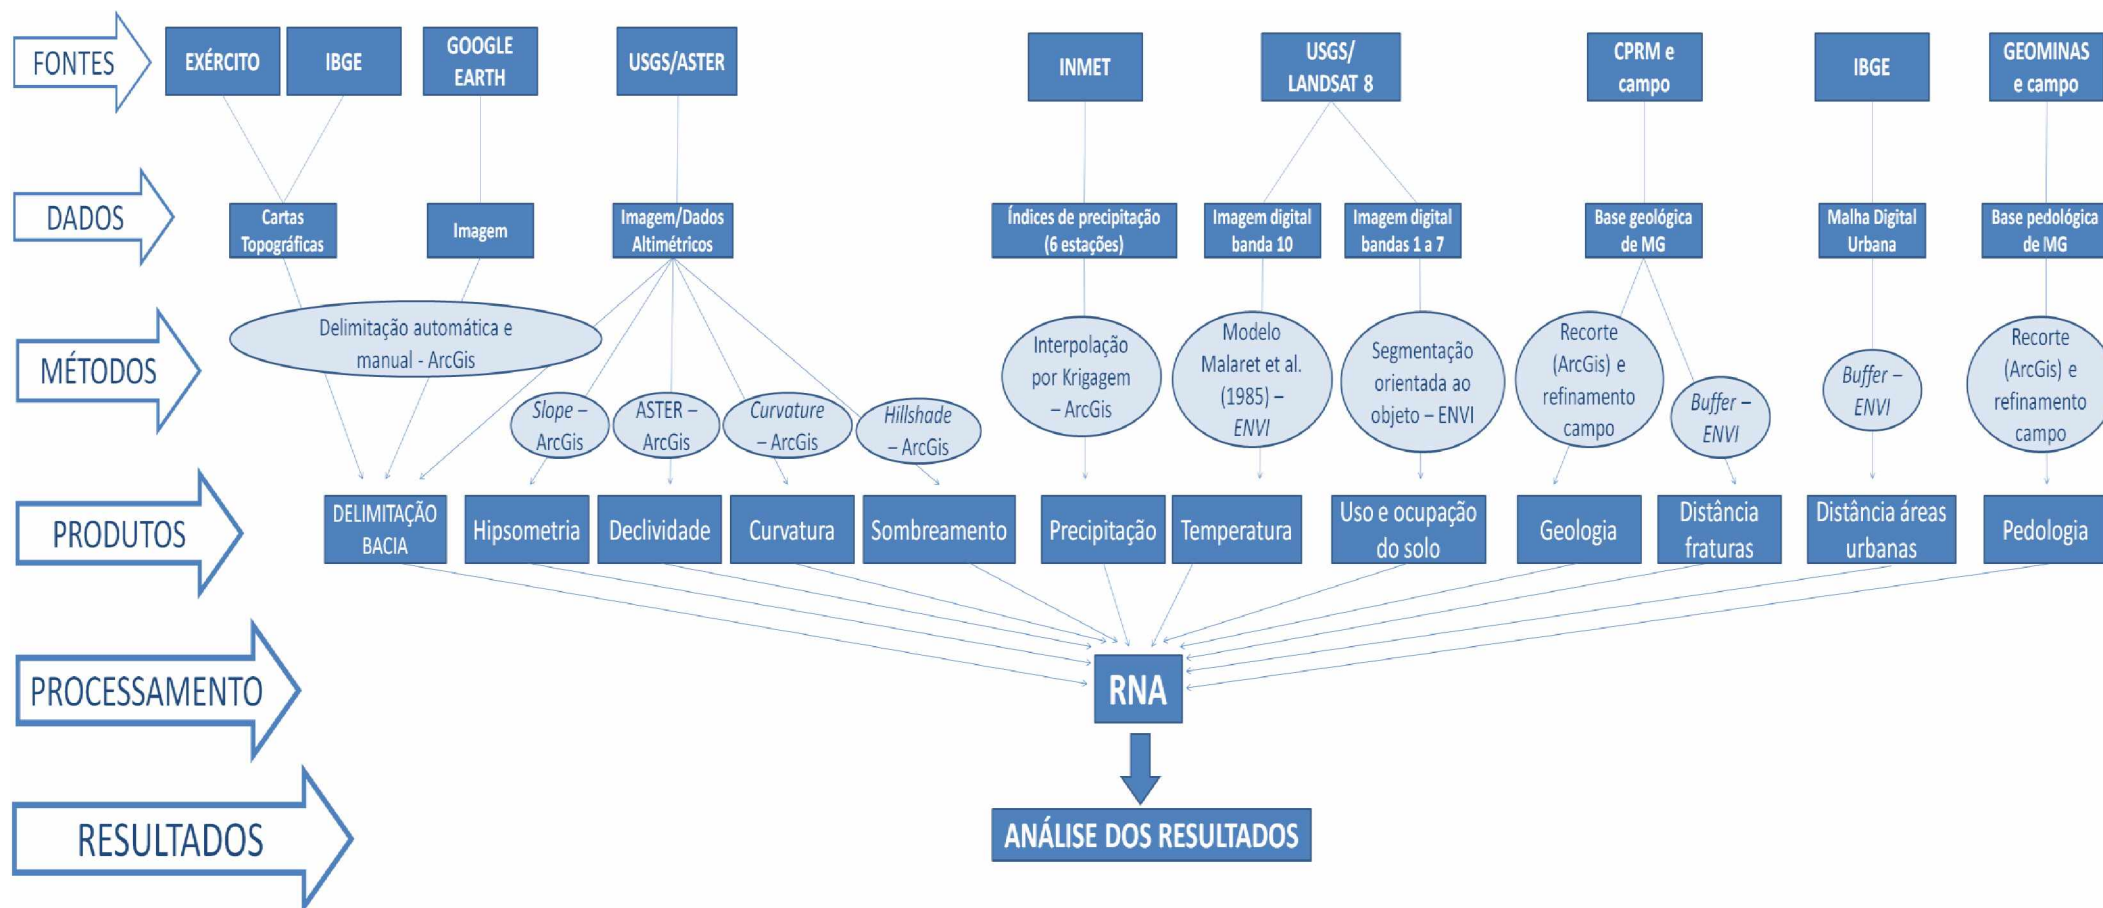 FONTES
EXÉRCITO
IBGE
GOOGLE
EARTH
USGS/ASTER
INMET
USGS/
LANDSAT 8
CPRM e
campo
IBGE
GEOMINAS
e campo
DADOS
Cartas
Topográficas
Imagem
Imagem/Dados
Altimétricos
Índices de precipitação
(6 estações)
Imagem digital
banda 10
Imagem digital
bandas 1 a 7
Base geológica
de MG
Malha Digital
Urbana
Base pedológica
de MG
MÉTODOS
Delimitação automática e
manual - ArcGis
Slope –
ArcGis
ASTER –
ArcGis
Curvature
– ArcGis
Hillshade
– ArcGis
Interpolação
por Krigagem
– ArcGis
Modelo
Malaret et al.
(1985) –
ENVI
Segmentação
orientada ao
objeto – ENVI
Recorte
(ArcGis) e
refinamento
campo
Buffer –
ENVI
Buffer –
ENVI
Recorte
(ArcGis) e
refinamento
campo
PRODUTOS
DELIMITAÇÃO
BACIA
Hipsometria
Declividade
Curvatura
Sombreamento
Precipitação
Temperatura
Uso e ocupação
do solo
Geologia
Distância
fraturas
Distância áreas
urbanas
Pedologia
PROCESSAMENTO
RNA
RESULTADOS
ANÁLISE DOS RESULTADOS